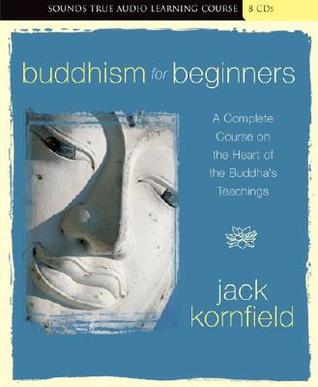 SOUNDS TRUE AUDIO LEARNING COURSE 8 CDs
buddhism for beginners
A Complete
Course on
the Heart of
the Buddha's
Teachings
jack
kornfield